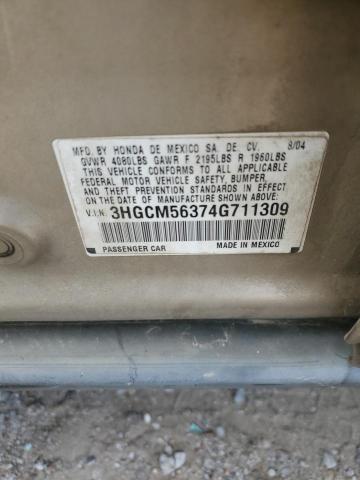 MFD. BY HONDA DE MEXICO SA. DE. CV. 8/04
GVWR 4080LBS GAWR F 2195LBS R 1960LBS
THIS VEHICLE CONFORMS TO ALL APPLICABLE
FEDERAL MOTOR VEHICLE SAFETY, BUMPER,
AND THEFT PREVENTION STANDARDS IN EFFECT
ON THE DATE OF MANUFACTURE SHOWN ABOVE.
V.I.N: 3HGCM56374G711309
PASSENGER CAR MADE IN MEXICO